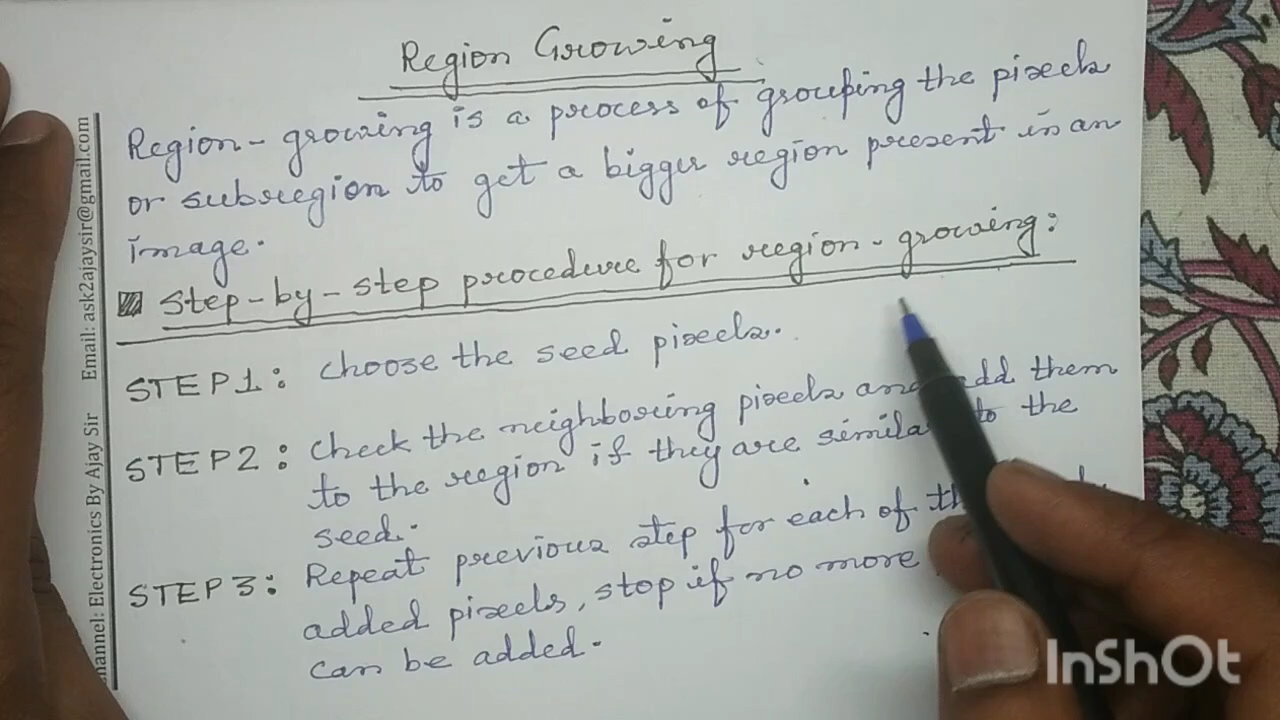 Region Growing
Region-growing is a process of grouping the pixels
or subregion to get a bigger region present in an
image.
Step-by-step procedure for region-growing:
STEP1: Choose the seed pixels.
STEP2: Check the neighboring pixels and add them
to the region if they are similar to the
seed.
STEP3: Repeat previous step for each of
added pixels, stop if no more
can be added.
Channel: Electronics By Ajay Sir Email: ask2ajaysir@gmail.com
InShOt